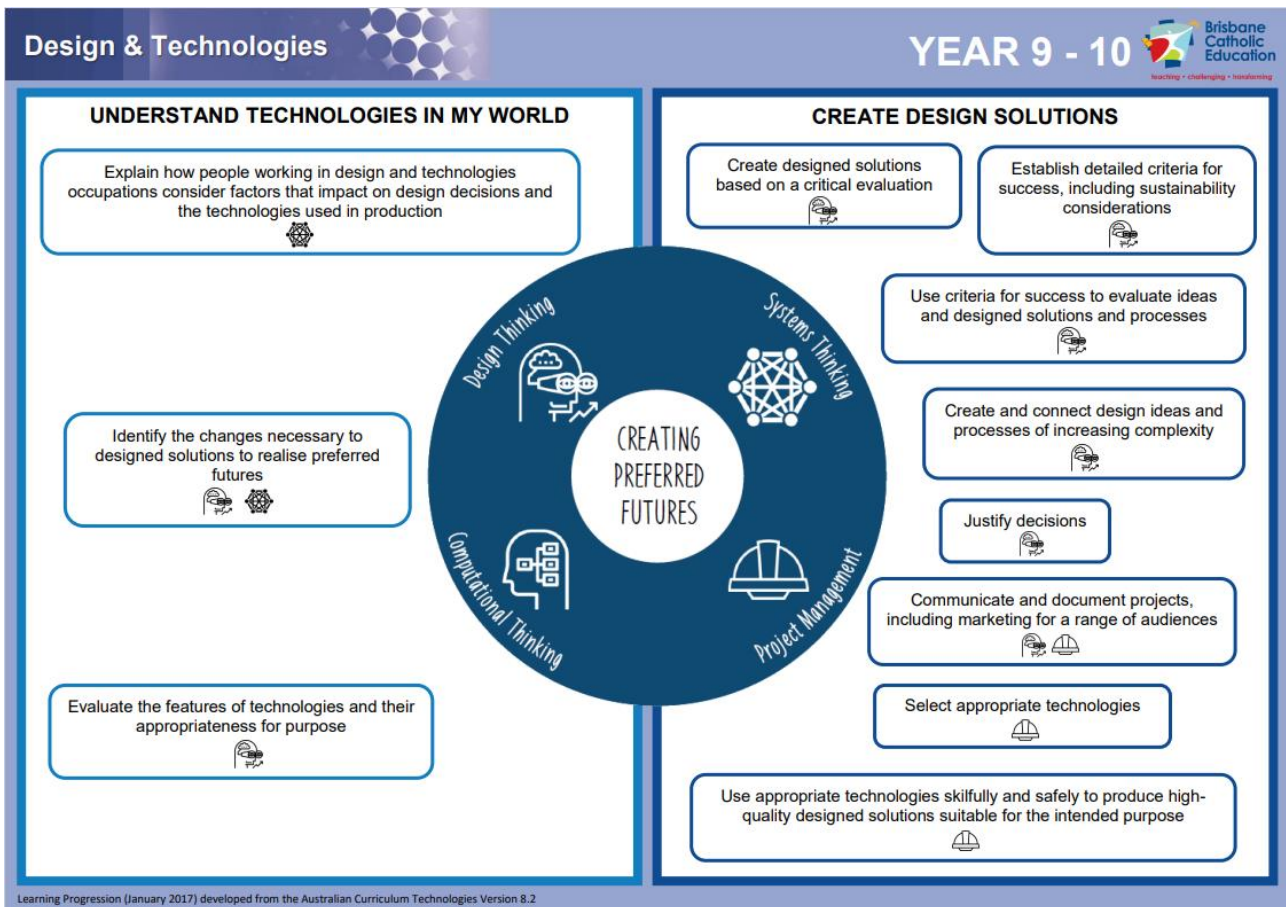 Design & Technologies
YEAR 9 - 10
Brisbane
Catholic
Education
teaching • challenging • transforming
UNDERSTAND TECHNOLOGIES IN MY WORLD
Explain how people working in design and technologies
occupations consider factors that impact on design decisions and
the technologies used in production
Identify the changes necessary to
designed solutions to realise preferred
futures
Evaluate the features of technologies and their
appropriateness for purpose
Design Thinking
Systems Thinking
CREATING
PREFERRED
FUTURES
Computational Thinking
Project Management
CREATE DESIGN SOLUTIONS
Create designed solutions
based on a critical evaluation
Establish detailed criteria for
success, including sustainability
considerations
Use criteria for success to evaluate ideas
and designed solutions and processes
Create and connect design ideas and
processes of increasing complexity
Justify decisions
Communicate and document projects,
including marketing for a range of audiences
Select appropriate technologies
Use appropriate technologies skilfully and safely to produce high-
quality designed solutions suitable for the intended purpose
Learning Progression (January 2017) developed from the Australian Curriculum Technologies Version 8.2